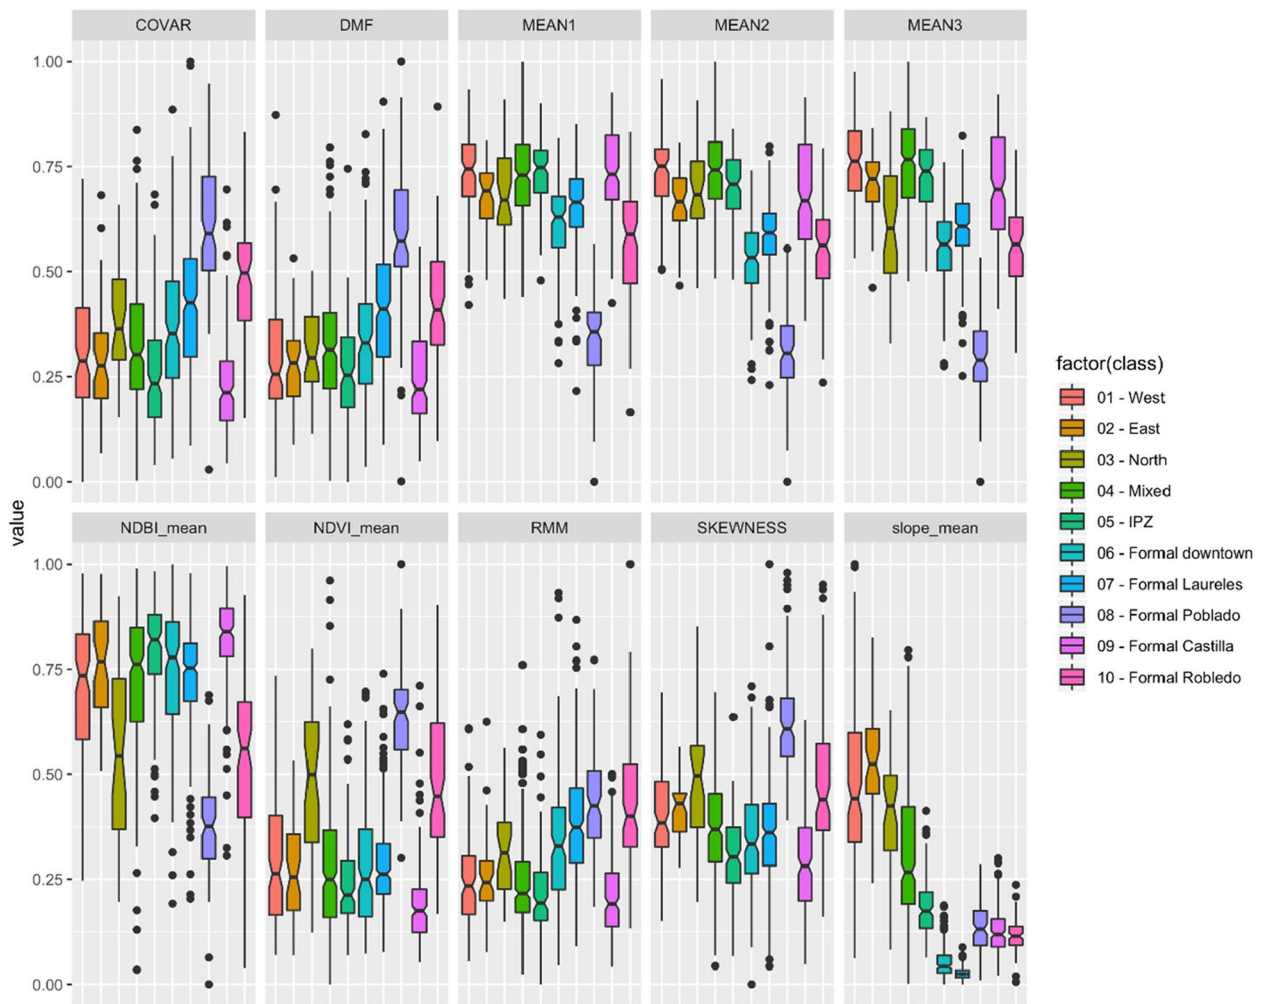 COVAR DMF MEAN1 MEAN2 MEAN3
1.00
0.75
0.50
0.25
0.00
value
NDBI_mean NDVI_mean RMM SKEWNESS slope_mean
1.00
0.75
0.50
0.25
0.00
factor(class)
01 - West
02 - East
03 - North
04 - Mixed
05 - IPZ
06 - Formal downtown
07 - Formal Laureles
08 - Formal Poblado
09 - Formal Castilla
10 - Formal Robledo